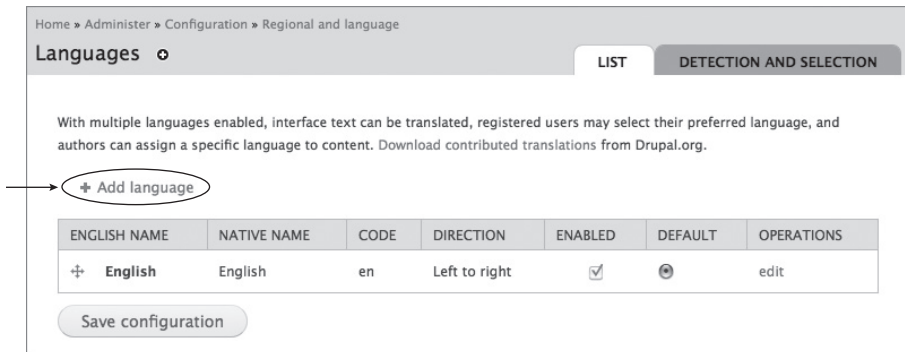 Home » Administer » Configuration » Regional and language
Languages
LIST
DETECTION AND SELECTION
With multiple languages enabled, interface text can be translated, registered users may select their preferred language, and
authors can assign a specific language to content. Download contributed translations from Drupal.org.
+ Add language
ENGLISH NAME NATIVE NAME CODE DIRECTION ENABLED DEFAULT OPERATIONS
English English en Left to right edit
Save configuration